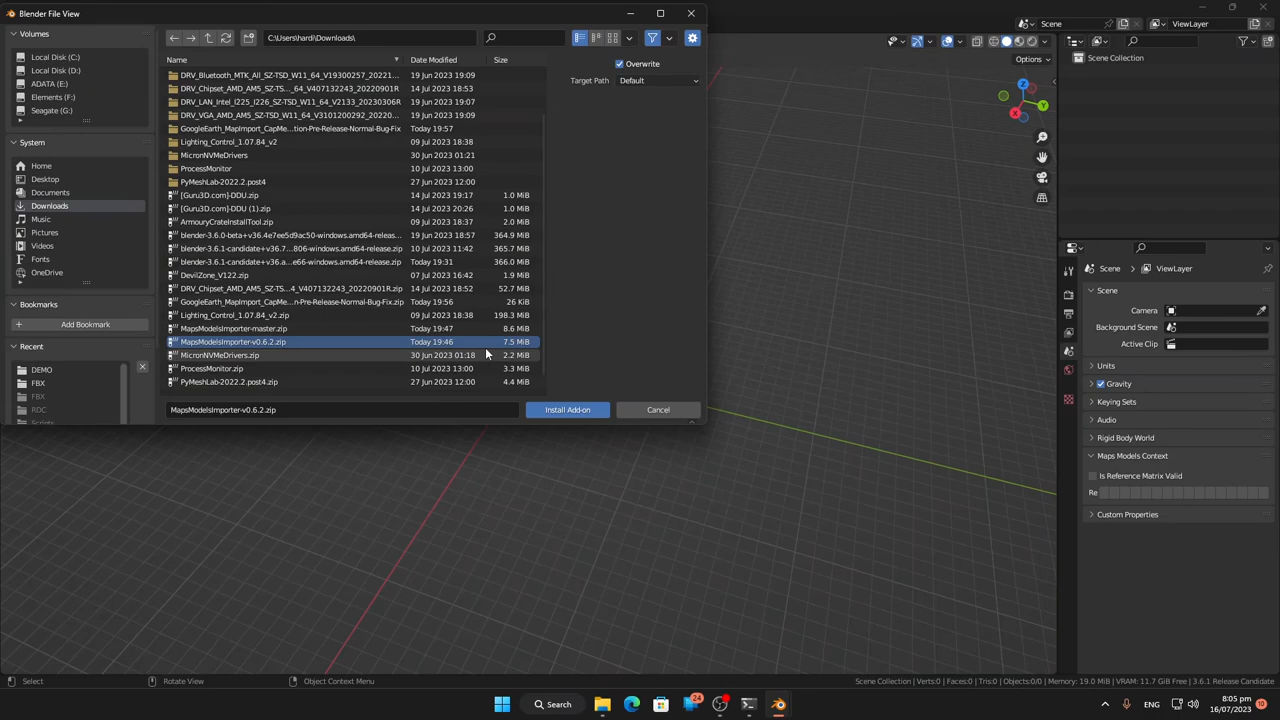 Blender File View
Scene
ViewLayer
Volumes
Local Disk (C:)
Local Disk (D:)
ADATA (E:)
Elements (F:)
Seagate (G:)
System
Home
Desktop
Documents
Downloads
Music
Pictures
Videos
Fonts
OneDrive
Bookmarks
Add Bookmark
Recent
DEMO
FBX
FBX
RDC
C:\Users\hardi\Downloads\
Name Date Modified Size
DRV_Bluetooth_MTK_All_SZ-TSD_W11_64_V19300257_20221... 19 Jun 2023 19:09
DRV_Chipset_AMD_AM5_SZ-TSD_W11_64_V407132243_20220901R 14 Jul 2023 18:53
DRV_LAN_Intel_I225_I226_SZ-TSD_W11_64_V2133_20230306R 19 Jun 2023 19:07
DRV_VGA_AMD_AM5_SZ-TSD_W11_64_V3101200292_20220... 19 Jun 2023 19:09
GoogleEarth_MapImport_CapMe...tion-Pre-Release-Normal-Bug-Fix Today 19:57
Lighting_Control_1.07.84_v2 09 Jul 2023 18:38
MicronNVMeDrivers 30 Jun 2023 01:21
ProcessMonitor 10 Jul 2023 13:00
PyMeshLab-2022.2.post4 27 Jun 2023 12:00
[Guru3D.com]-DDU.zip 14 Jul 2023 19:17 1.0 MiB
[Guru3D.com]-DDU (1).zip 14 Jul 2023 20:26 1.0 MiB
ArmouryCrateInstallTool.zip 09 Jul 2023 18:37 2.0 MiB
blender-3.6.0-beta+v36.4e7ee5d9ac50-windows.amd64-releas... 19 Jun 2023 18:57 364.9 MiB
blender-3.6.1-candidate+v36.7...806-windows.amd64-release.zip 10 Jul 2023 11:42 365.7 MiB
blender-3.6.1-candidate+v36.a...e66-windows.amd64-release.zip Today 19:31 366.0 MiB
DevilZone_V122.zip 07 Jul 2023 16:42 1.9 MiB
DRV_Chipset_AMD_AM5_SZ-TS...4_V407132243_20220901R.zip 14 Jul 2023 18:52 52.7 MiB
GoogleEarth_MapImport_CapMe...n-Pre-Release-Normal-Bug-Fix.zip Today 19:56 26 KiB
Lighting_Control_1.07.84_v2.zip 09 Jul 2023 18:38 198.3 MiB
MapsModelsImporter-master.zip Today 19:47 8.6 MiB
MapsModelsImporter-v0.6.2.zip Today 19:46 7.5 MiB
MicronNVMeDrivers.zip 30 Jun 2023 01:18 2.2 MiB
ProcessMonitor.zip 10 Jul 2023 13:00 3.3 MiB
PyMeshLab-2022.2.post4.zip 27 Jun 2023 12:00 4.4 MiB
Overwrite
Target Path Default
MapsModelsImporter-v0.6.2.zip
Install Add-on
Cancel
Options
X
Y
Z
Scene Collection
Scene
ViewLayer
Scene
Camera
Background Scene
Active Clip
Units
Gravity
Keying Sets
Audio
Rigid Body World
Maps Models Context
Is Reference Matrix Valid
Re
Custom Properties
Select
Rotate View
Object Context Menu
Scene Collection | Verts:0 | Faces:0 | Tris:0 | Objects:0/0 | Memory: 19.0 MiB | VRAM: 11.7 GiB Free | 3.6.1 Release Candidate
Search
24
ENG
8:05 PM
16/07/2023